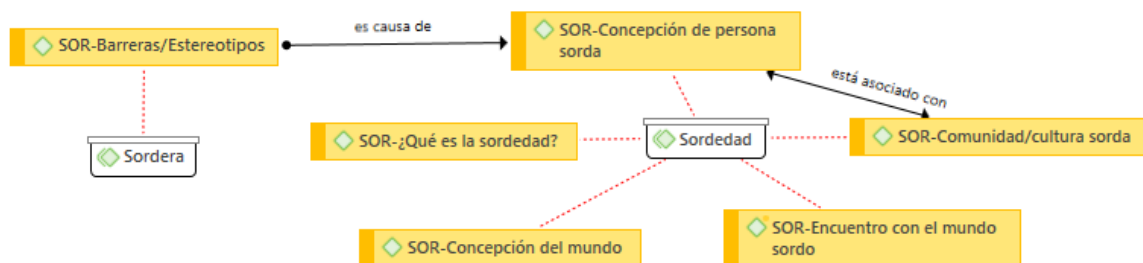 es causa de
SOR-Barreras/Estereotipos
SOR-Concepción de persona
sorda
está asociado con
SOR-¿Qué es la sordedad?
Sordedad
SOR-Comunidad/cultura sorda
Sordera
SOR-Concepción del mundo
SOR-Encuentro con el mundo
sordo